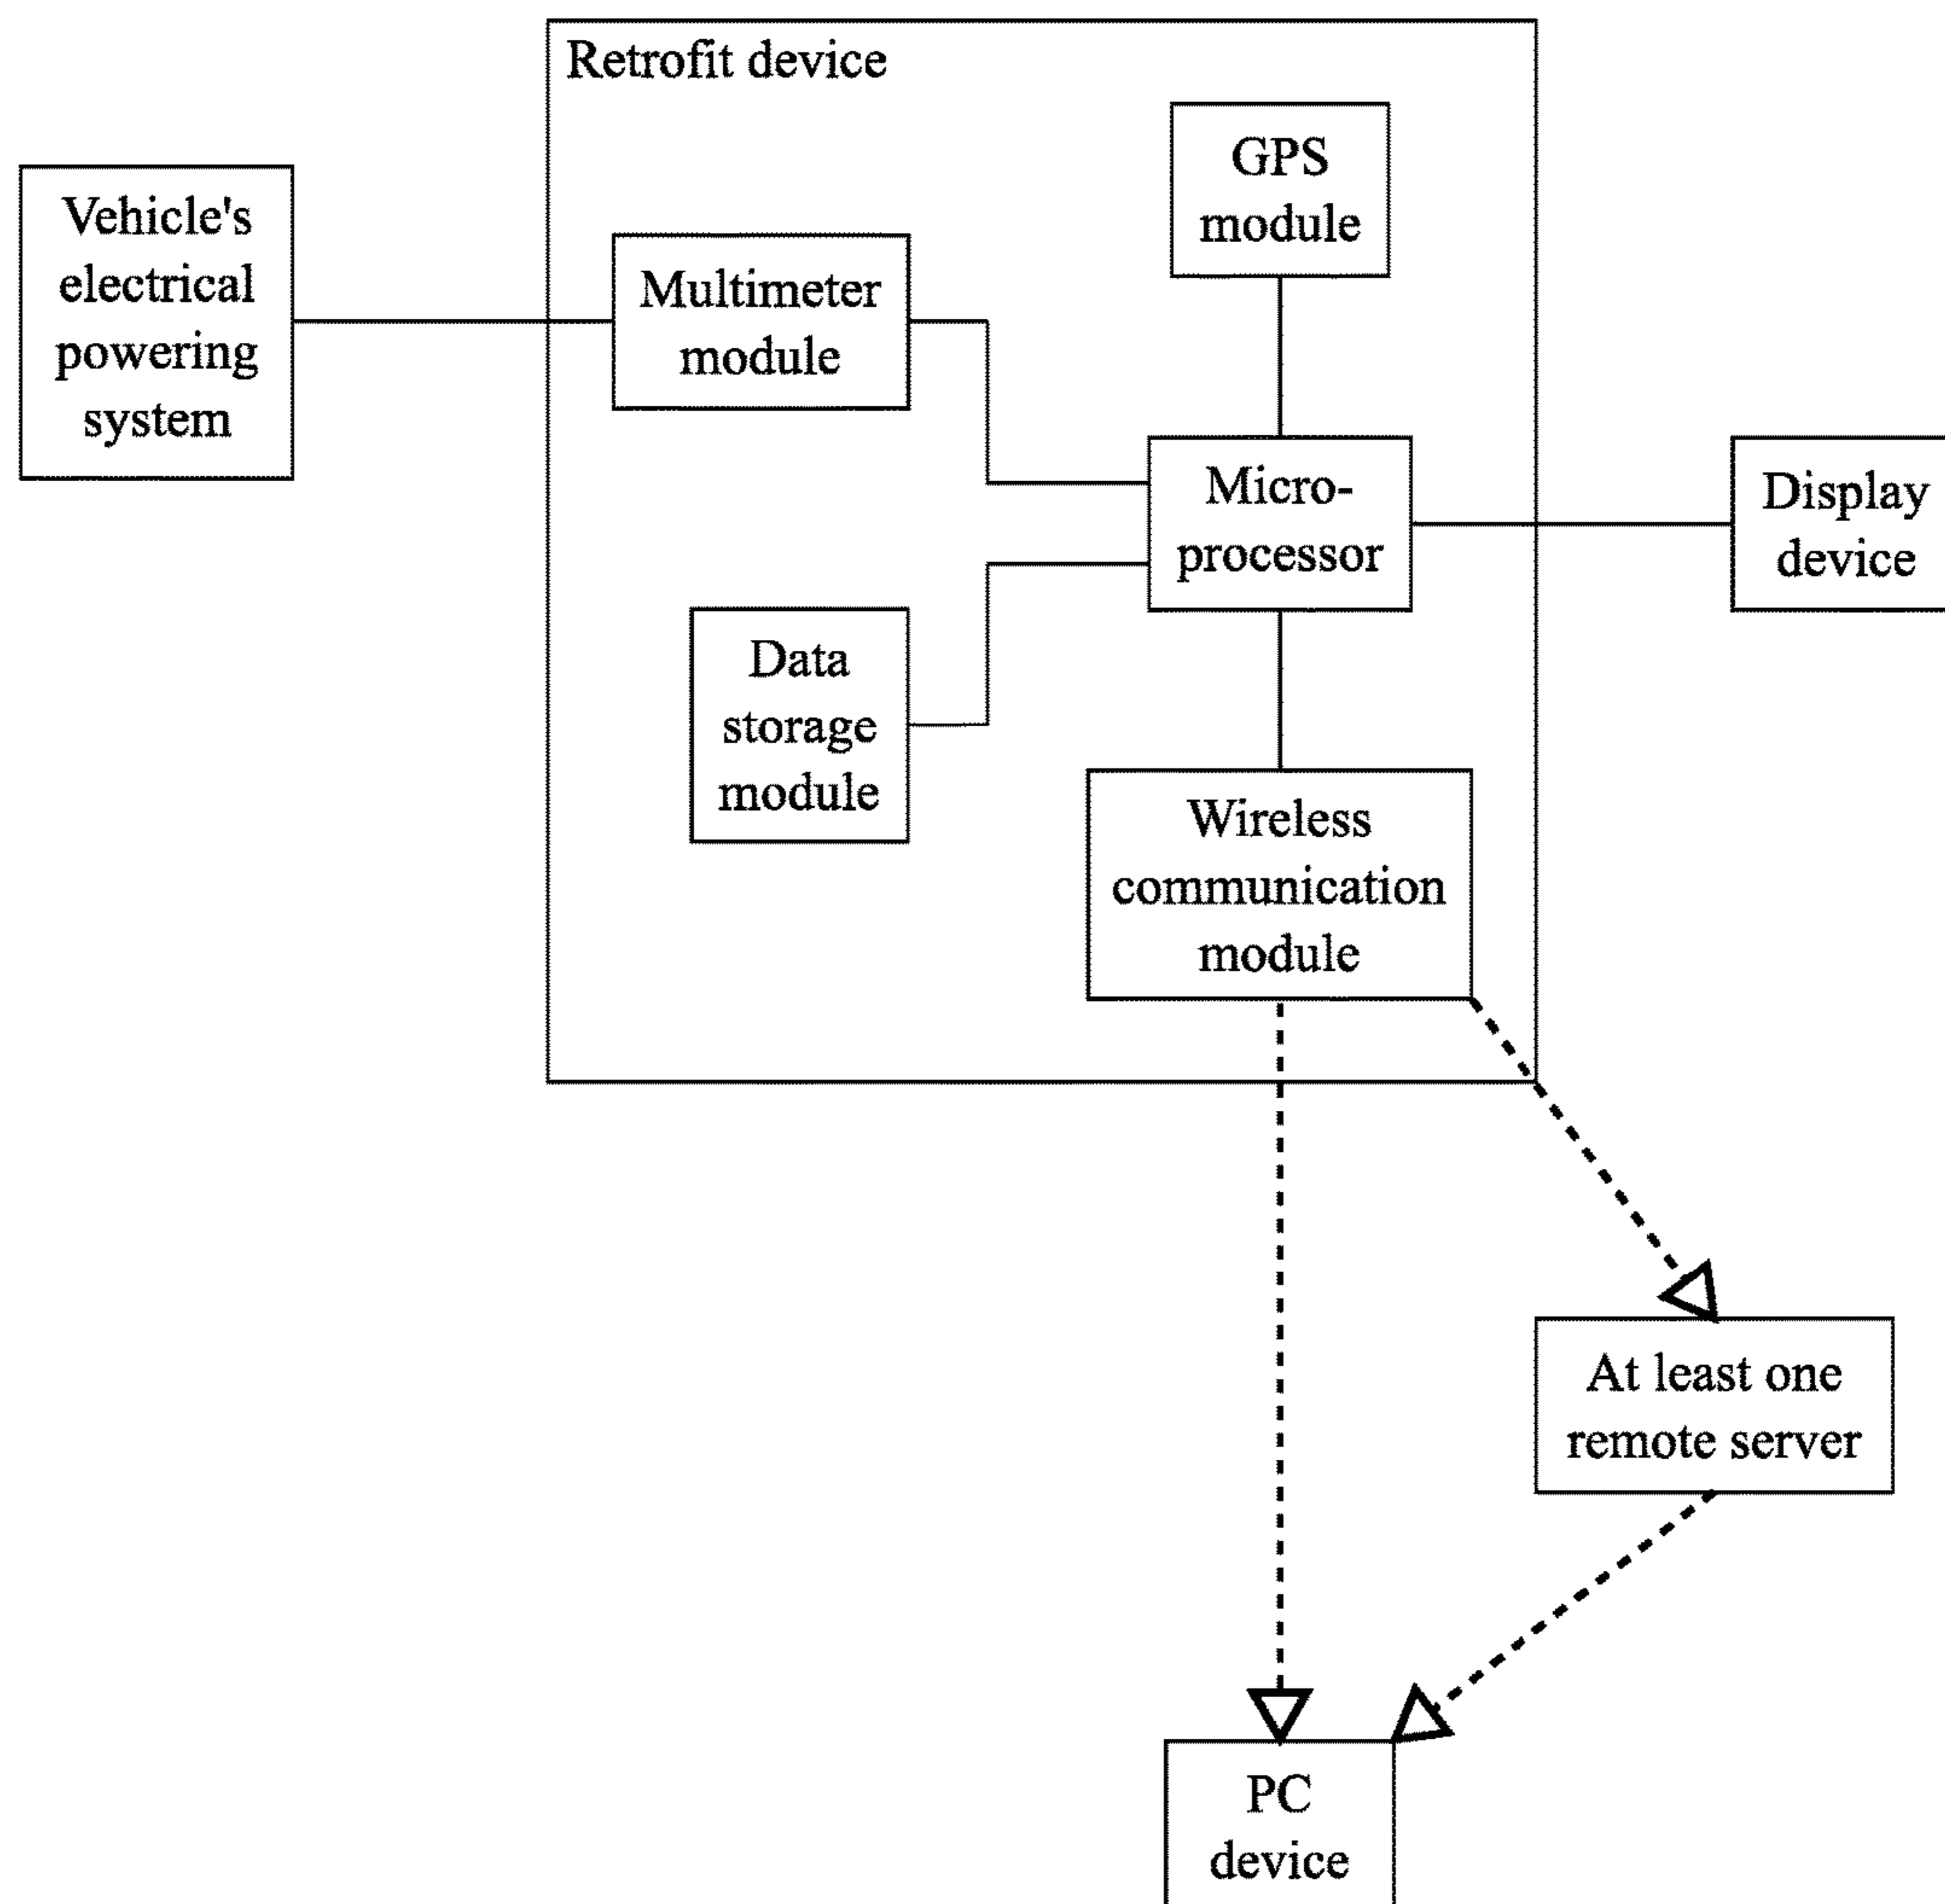 Retrofit device
GPS
module
Vehicle's
electrical
powering
system
Multimeter
module
Micro-
processor
Display
device
Data
storage
module
Wireless
communication
module
At least one
remote server
PC
device